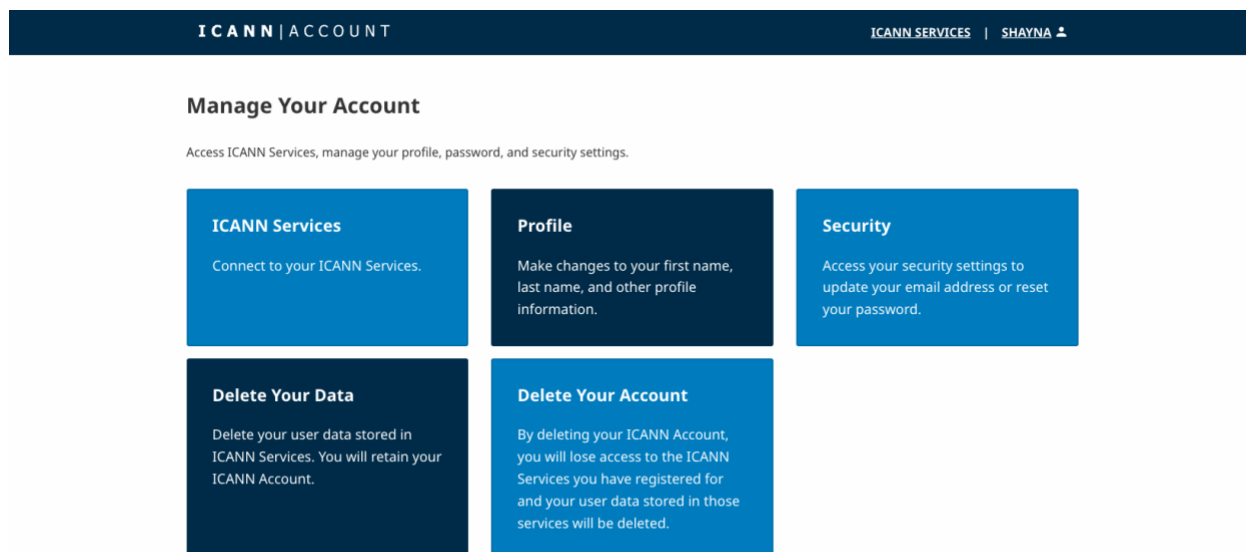 ICANN|ACCOUNT
ICANN SERVICES | SHAYNA
Manage Your Account
Access ICANN Services, manage your profile, password, and security settings.
ICANN Services
Connect to your ICANN Services.
Profile
Make changes to your first name,
last name, and other profile
information.
Security
Access your security settings to
update your email address or reset
your password.
Delete Your Data
Delete your user data stored in
ICANN Services. You will retain your
ICANN Account.
Delete Your Account
By deleting your ICANN Account,
you will lose access to the ICANN
Services you have registered for
and your user data stored in those
services will be deleted.